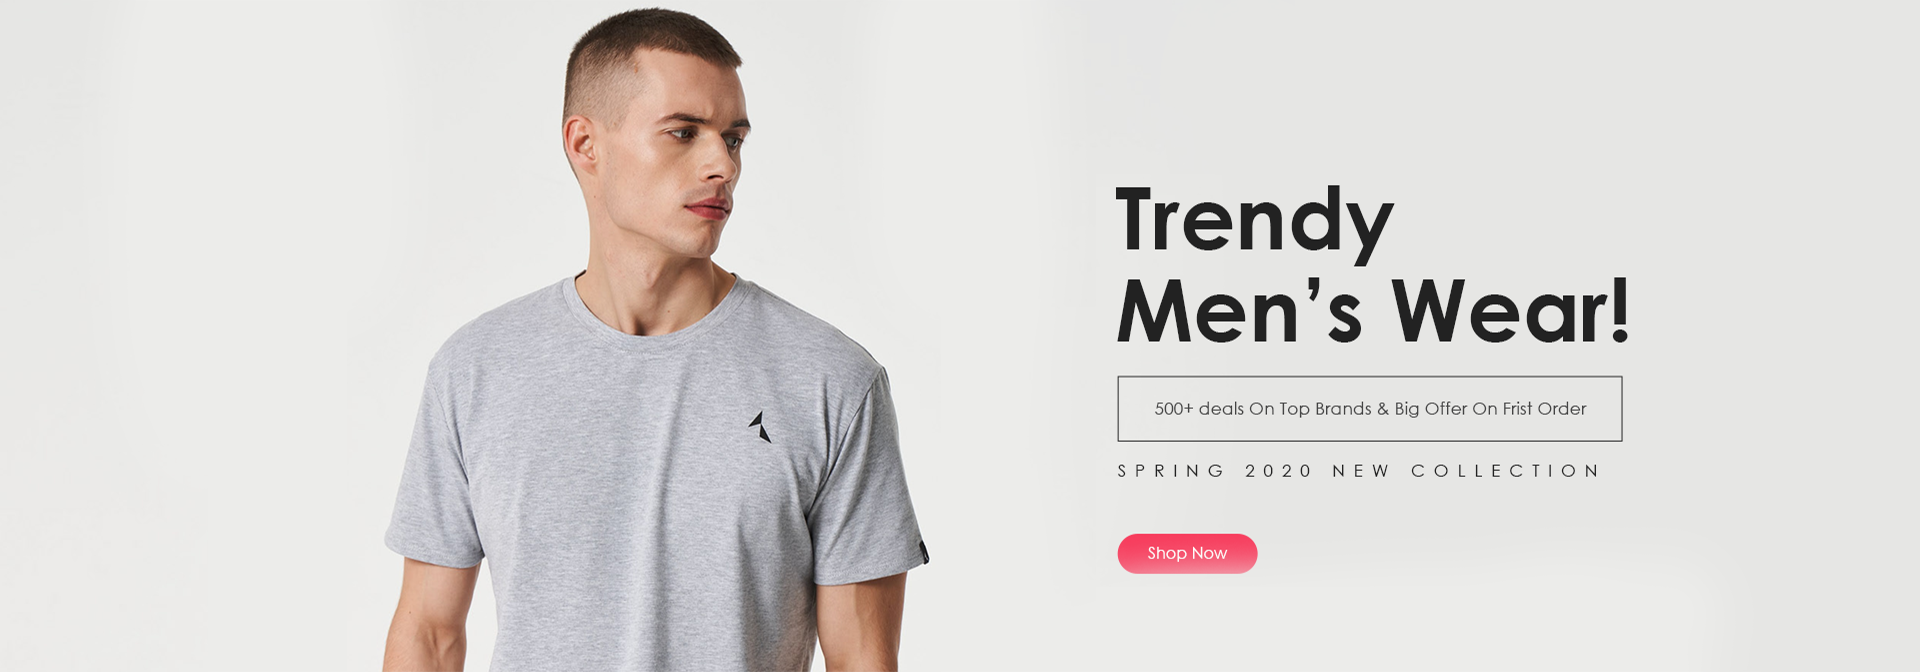 Trendy
Men’s Wear!
500+ deals On Top Brands & Big Offer On Frist Order
SPRING 2020 NEW COLLECTION
Shop Now